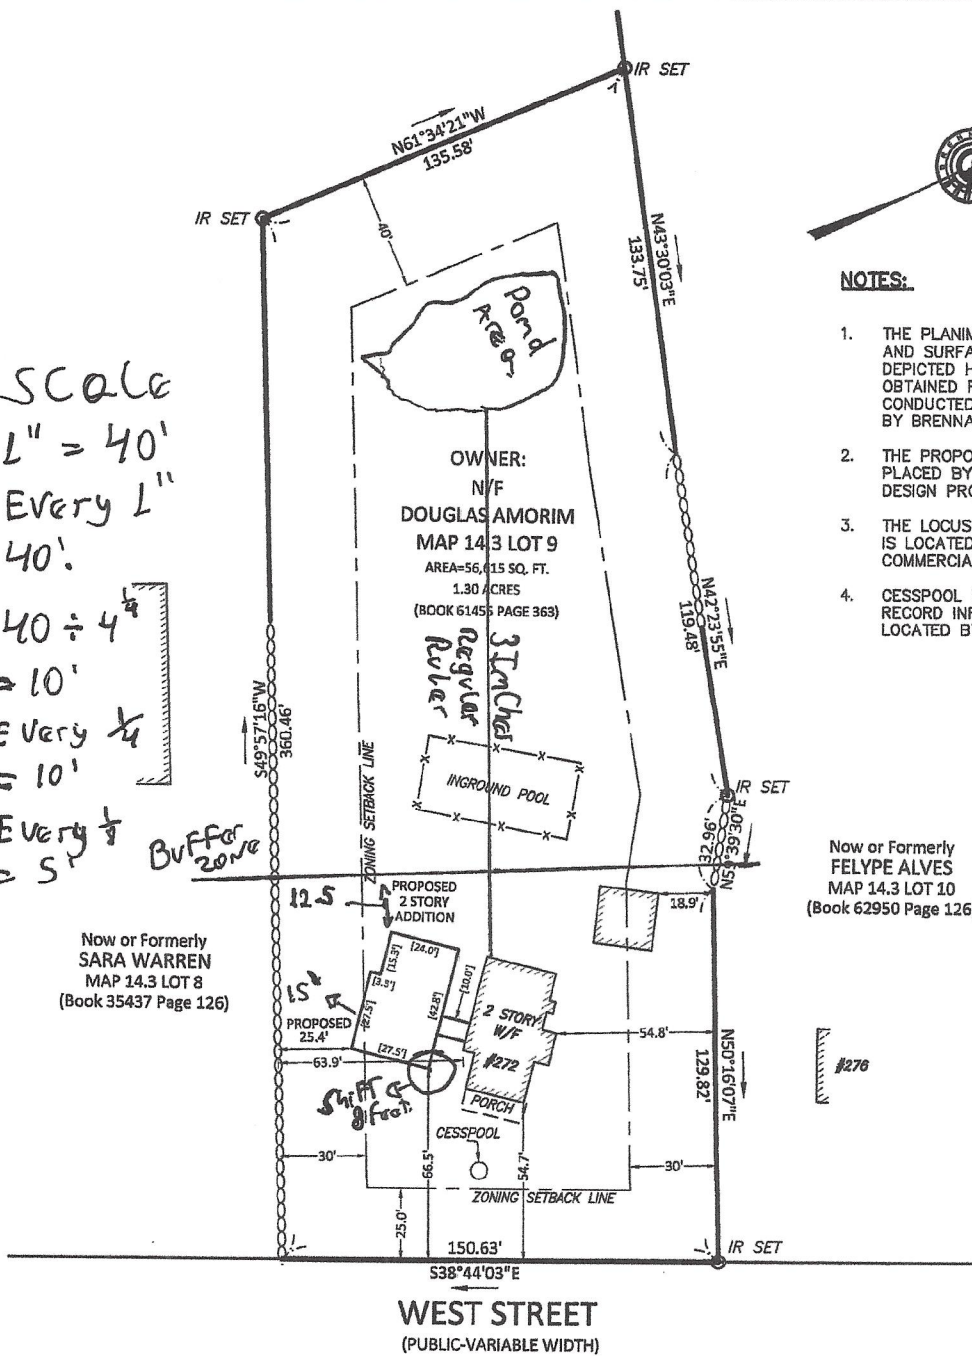 IR SET
N61°34'21"W
135.58'
IR SET
40'
N43°30'03"E
133.75'
Pond
Area
NOTES:
1. THE PLANIM
AND SURFA
DEPICTED H
OBTAINED F
CONDUCTED
BY BRENNA
2. THE PROPO
PLACED BY
DESIGN PRO
3. THE LOCUS
IS LOCATED
COMMERCIA
4. CESSPOOL
RECORD INF
LOCATED B
SCale
1" = 40'
Every 1"
40'.
40 ÷ 4 1/4
= 10'
Every 1/4
= 10'
Every 1/8
= 5'
OWNER:
N/F
DOUGLAS AMORIM
MAP 14.3 LOT 9
AREA=56,615 SQ. FT.
1.30 ACRES
(BOOK 61455 PAGE 363)
3 Inches
Regular
Ruler
N42°23'55"E
119.48'
S49°57'16"W
360.46'
ZONING SETBACK LINE
INGROUND POOL
IR SET
32.96'
39'30"E
Buffer
zone
12.5
PROPOSED
2 STORY
ADDITION
18.9'
Now or Formerly
FELYPE ALVES
MAP 14.3 LOT 10
(Book 62950 Page 126
Now or Formerly
SARA WARREN
MAP 14.3 LOT 8
(Book 35437 Page 126)
[15.3']
[24.0']
[3.5']
[27.5']
[42.8']
[27.5']
[10.0']
15'
PROPOSED
25.4'
63.9'
2 STORY
W/F
#272
PORCH
54.8'
N50°16'07"E
129.82'
#276
Shift
8 feet.
CESSPOOL
30'
66.5'
54.7'
30'
ZONING SETBACK LINE
25.0'
150.63'
S38°44'03"E
IR SET
WEST STREET
(PUBLIC-VARIABLE WIDTH)